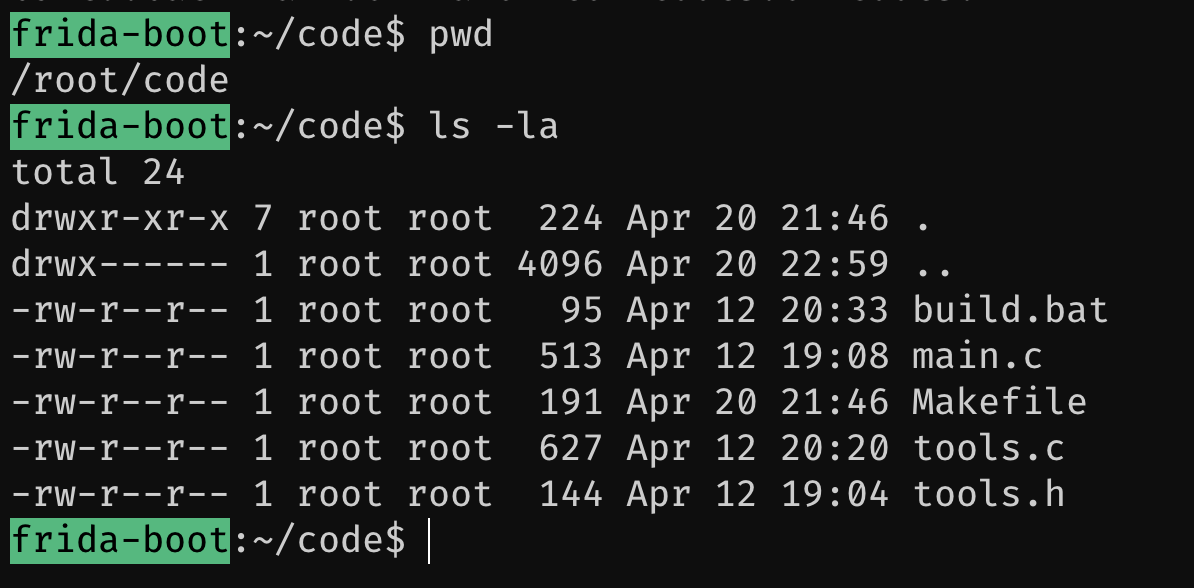 frida-boot:~/code$ pwd
/root/code
frida-boot:~/code$ ls -la
total 24
drwxr-xr-x 7 root root  224 Apr 20 21:46 .
drwx------ 1 root root 4096 Apr 20 22:59 ..
-rw-r--r-- 1 root root   95 Apr 12 20:33 build.bat
-rw-r--r-- 1 root root  513 Apr 12 19:08 main.c
-rw-r--r-- 1 root root  191 Apr 20 21:46 Makefile
-rw-r--r-- 1 root root  627 Apr 12 20:20 tools.c
-rw-r--r-- 1 root root  144 Apr 12 19:04 tools.h
frida-boot:~/code$